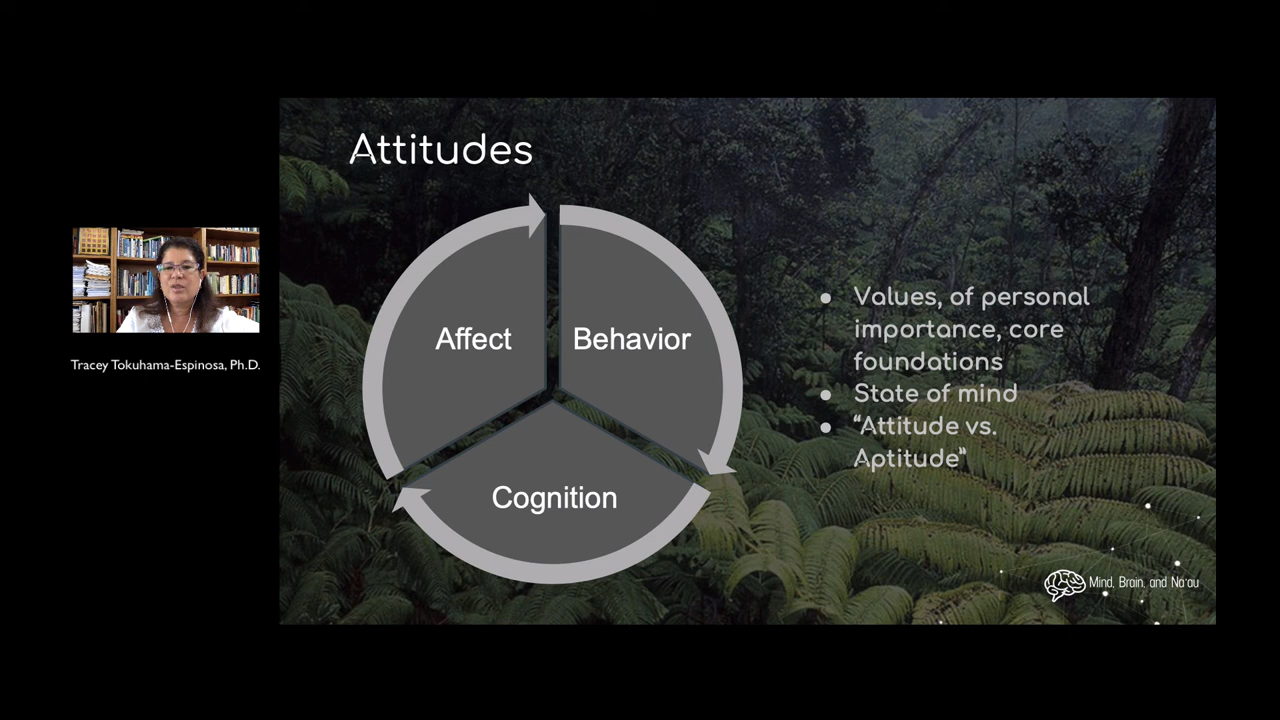 Attitudes
Affect
Behavior
Cognition
● Values, of personal
importance, core
foundations
● State of mind
● “Attitude vs.
Aptitude”
Tracey Tokuhama-Espinosa, Ph.D.
Mind, Brain, and Na‘au